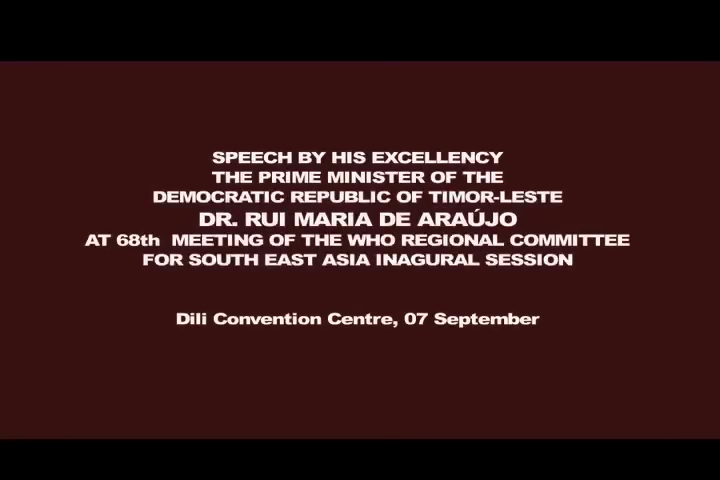 SPEECH BY HIS EXCELLENCY
THE PRIME MINISTER OF THE
DEMOCRATIC REPUBLIC OF TIMOR-LESTE
DR. RUI MARIA DE ARAÚJO
AT 68th MEETING OF THE WHO REGIONAL COMMITTEE
FOR SOUTH EAST ASIA INAGURAL SESSION
Dili Convention Centre, 07 September